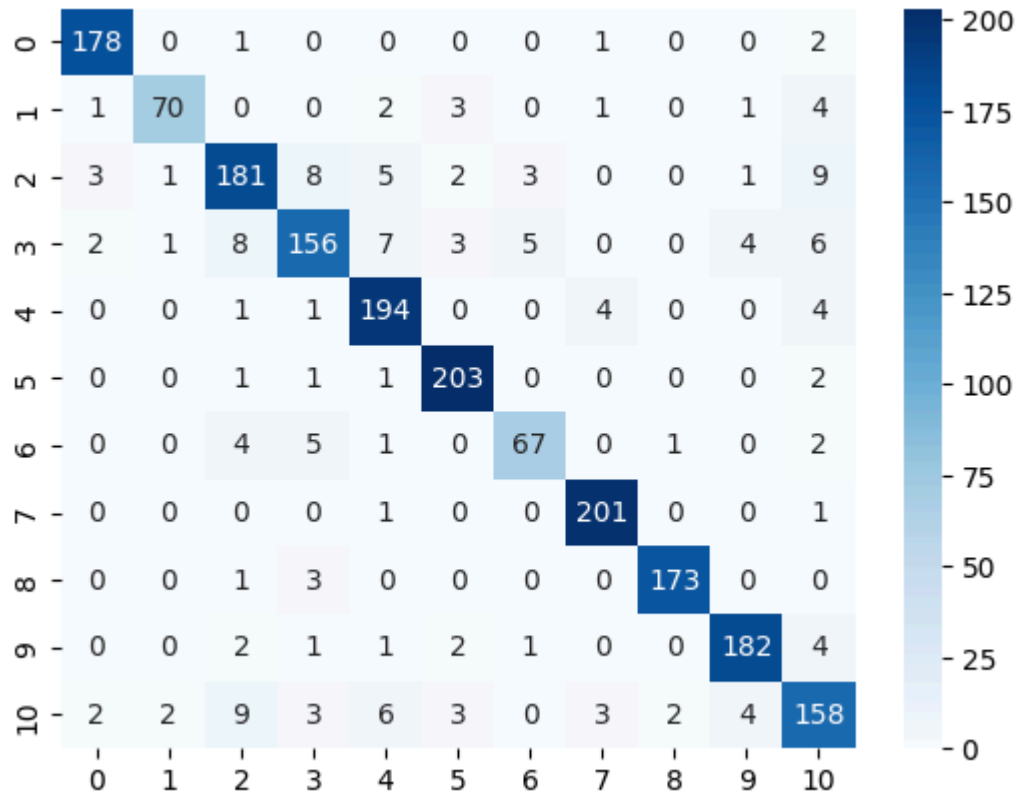 0 178 0 1 0 0 0 0 1 0 0 2
1 1 70 0 0 2 3 0 1 0 1 4
2 3 1 181 8 5 2 3 0 0 1 9
3 2 1 8 156 7 3 5 0 0 4 6
4 0 0 1 1 194 0 0 4 0 0 4
5 0 0 1 1 1 203 0 0 0 0 2
6 0 0 4 5 1 0 67 0 1 0 2
7 0 0 0 0 1 0 0 201 0 0 1
8 0 0 1 3 0 0 0 0 173 0 0
9 0 0 2 1 1 2 1 0 0 182 4
10 2 2 9 3 6 3 0 3 2 4 158
0 1 2 3 4 5 6 7 8 9 10
200
175
150
125
100
75
50
25
0